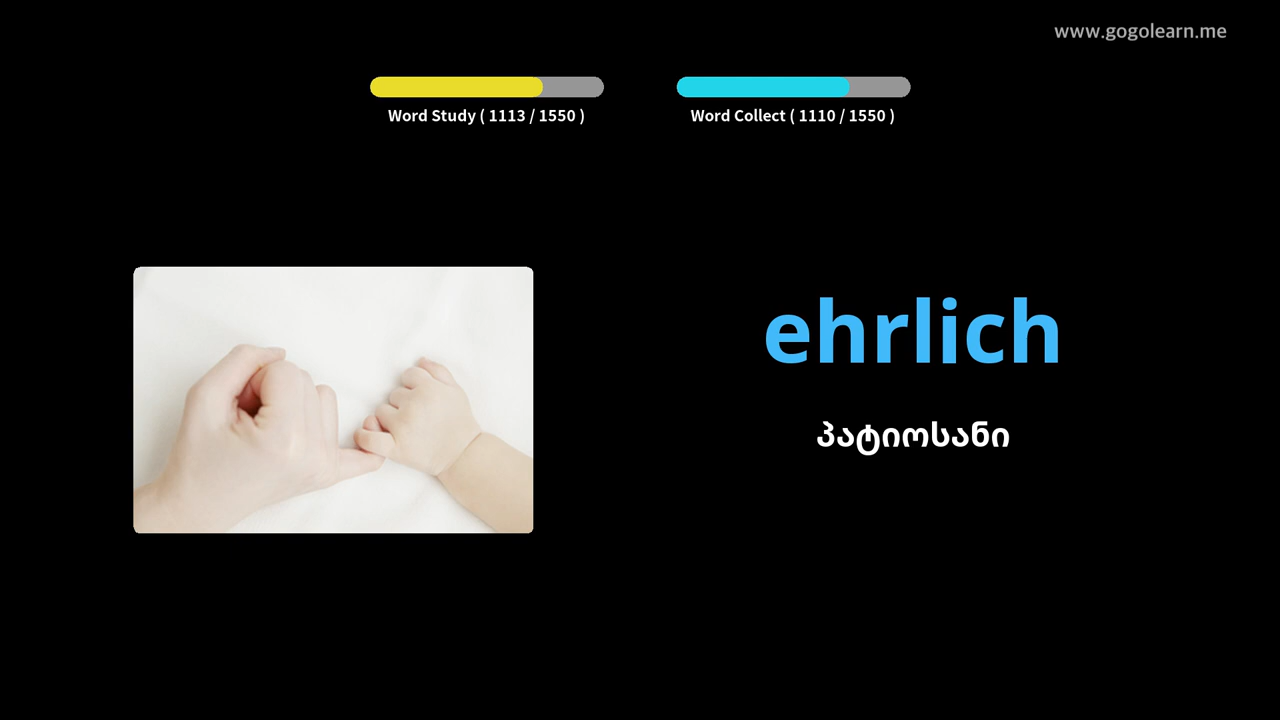 www.gogolearn.me
Word Study ( 1113 / 1550 )
Word Collect ( 1110 / 1550 )
ehrlich
პატიოსანი